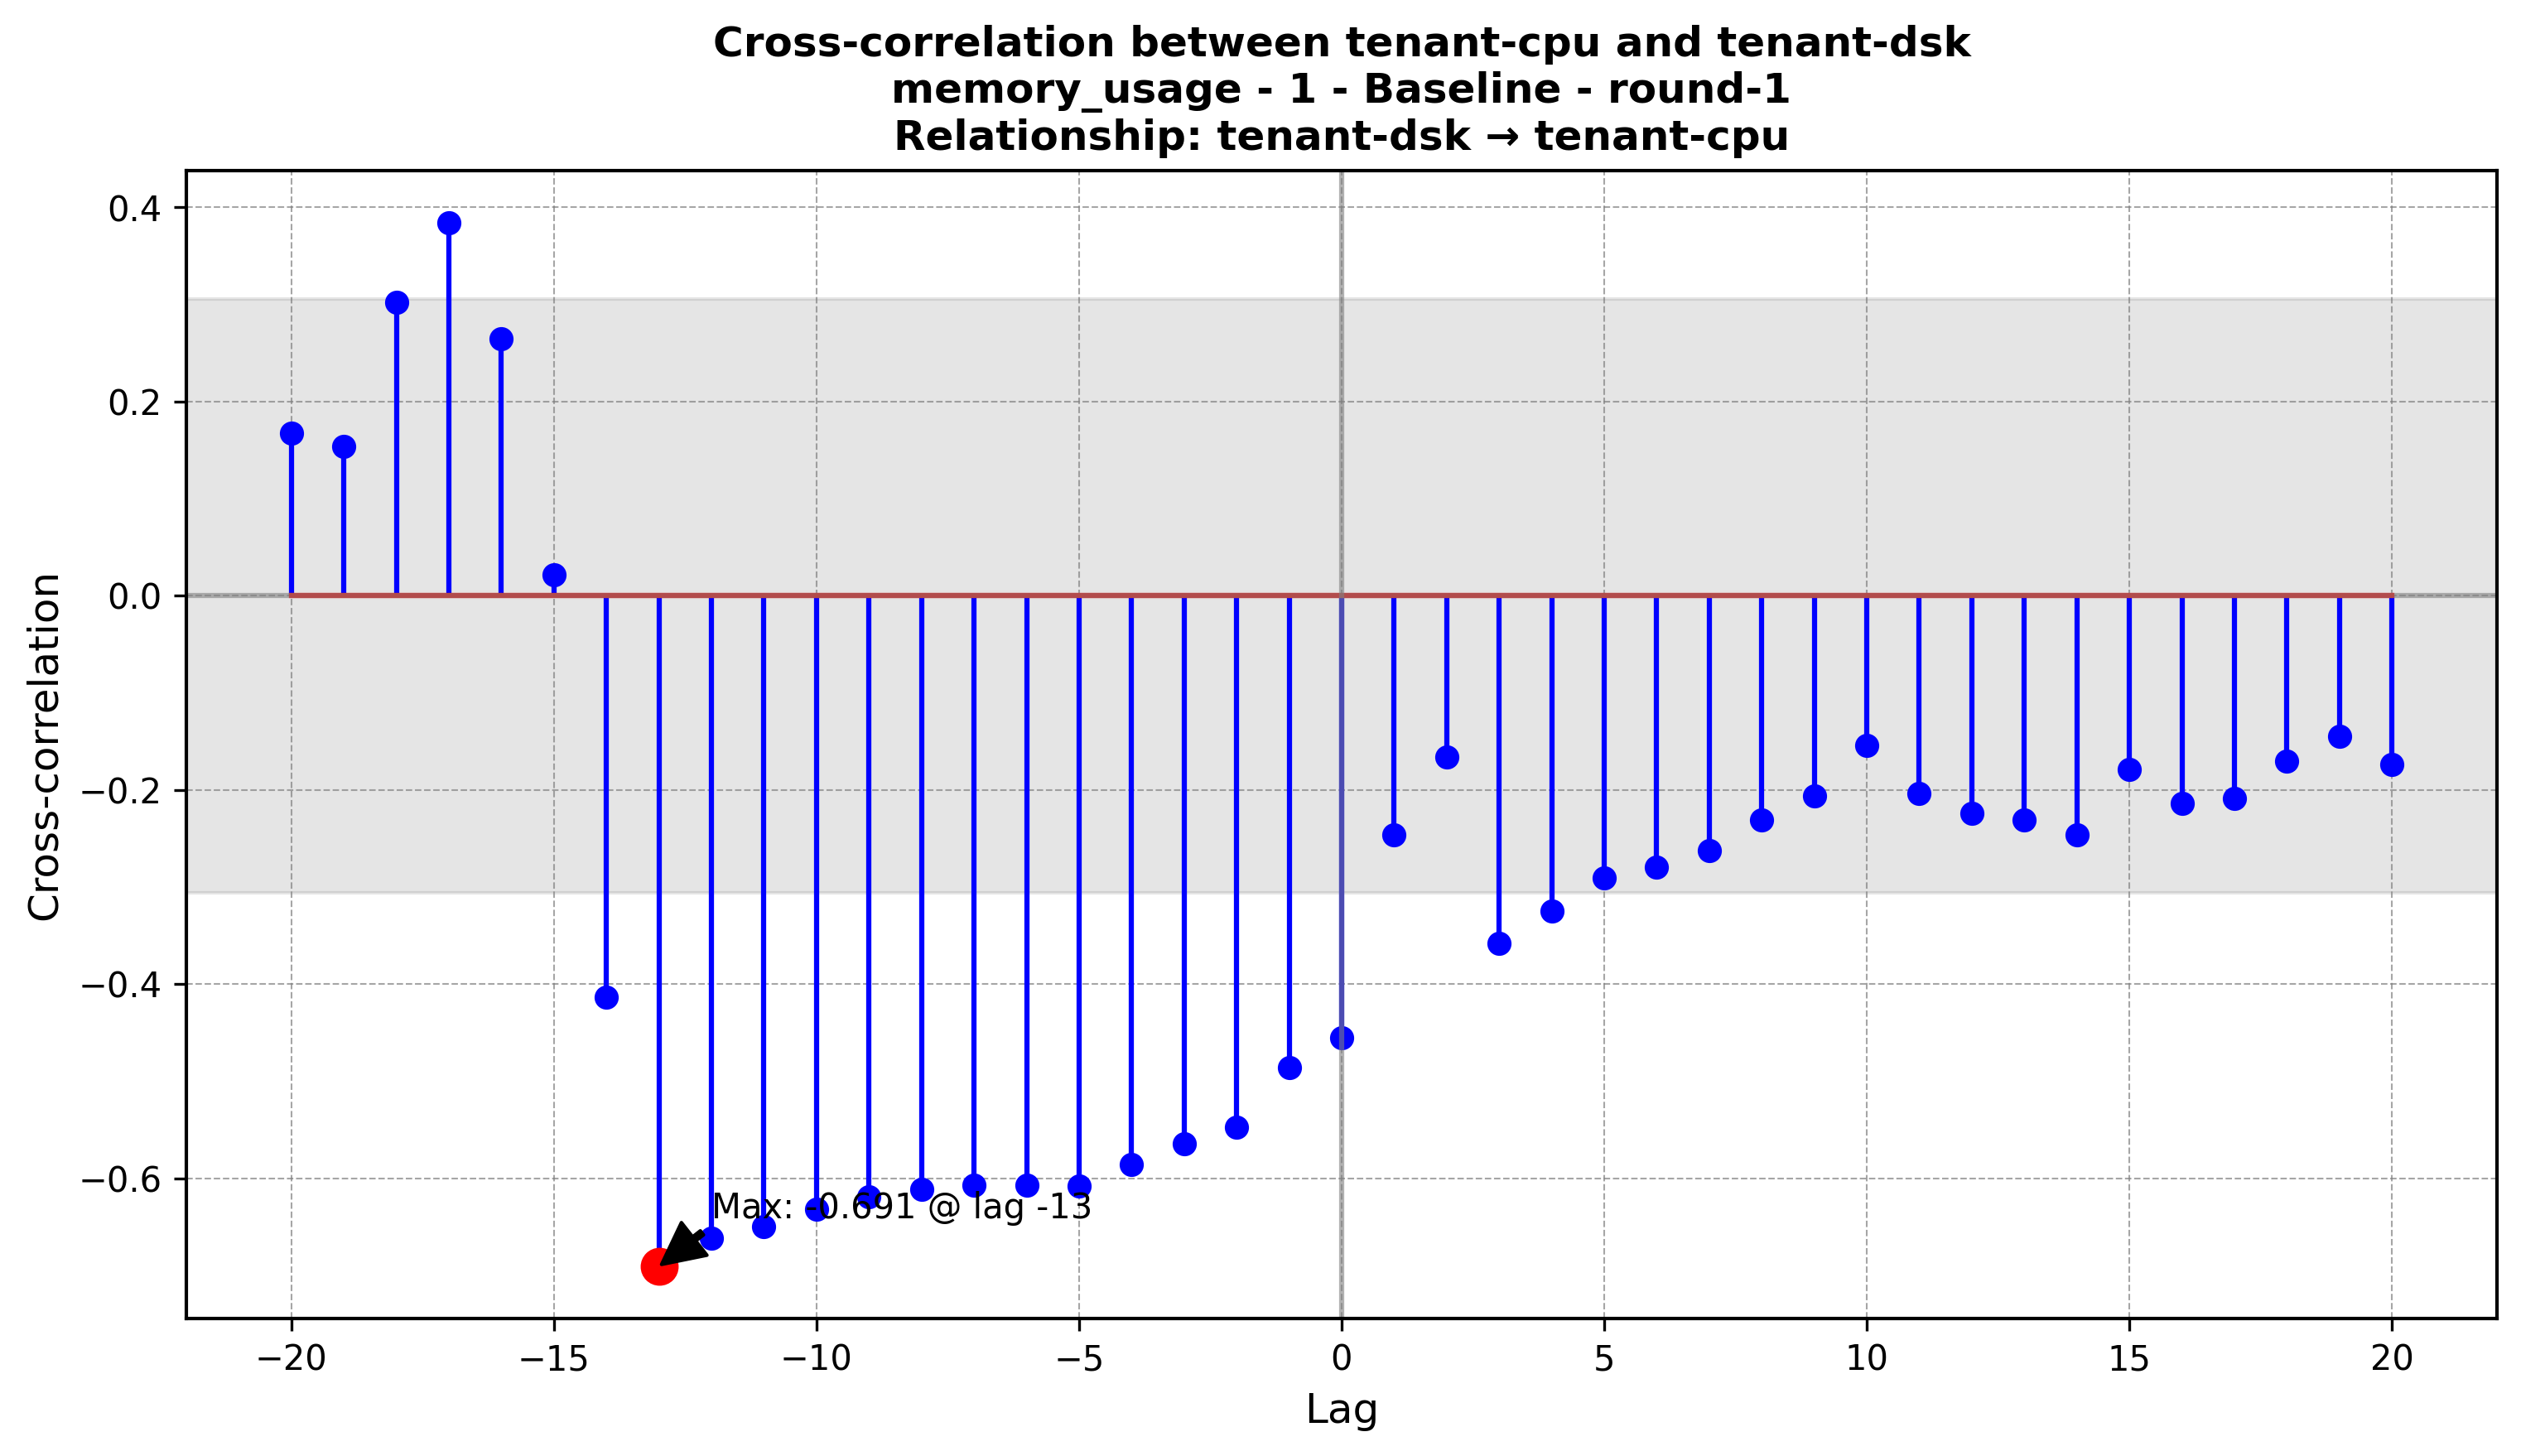 Cross-correlation between tenant-cpu and tenant-dsk
memory_usage - 1 - Baseline - round-1
Relationship: tenant-dsk → tenant-cpu
Cross-correlation
0.4
0.2
0.0
−0.2
−0.4
−0.6
Max: -0.691 @ lag -13
−20 −15 −10 −5 0 5 10 15 20
Lag